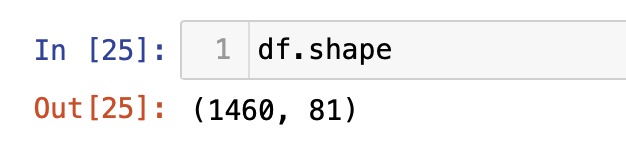 In [25]: 1 df.shape
Out[25]: (1460, 81)